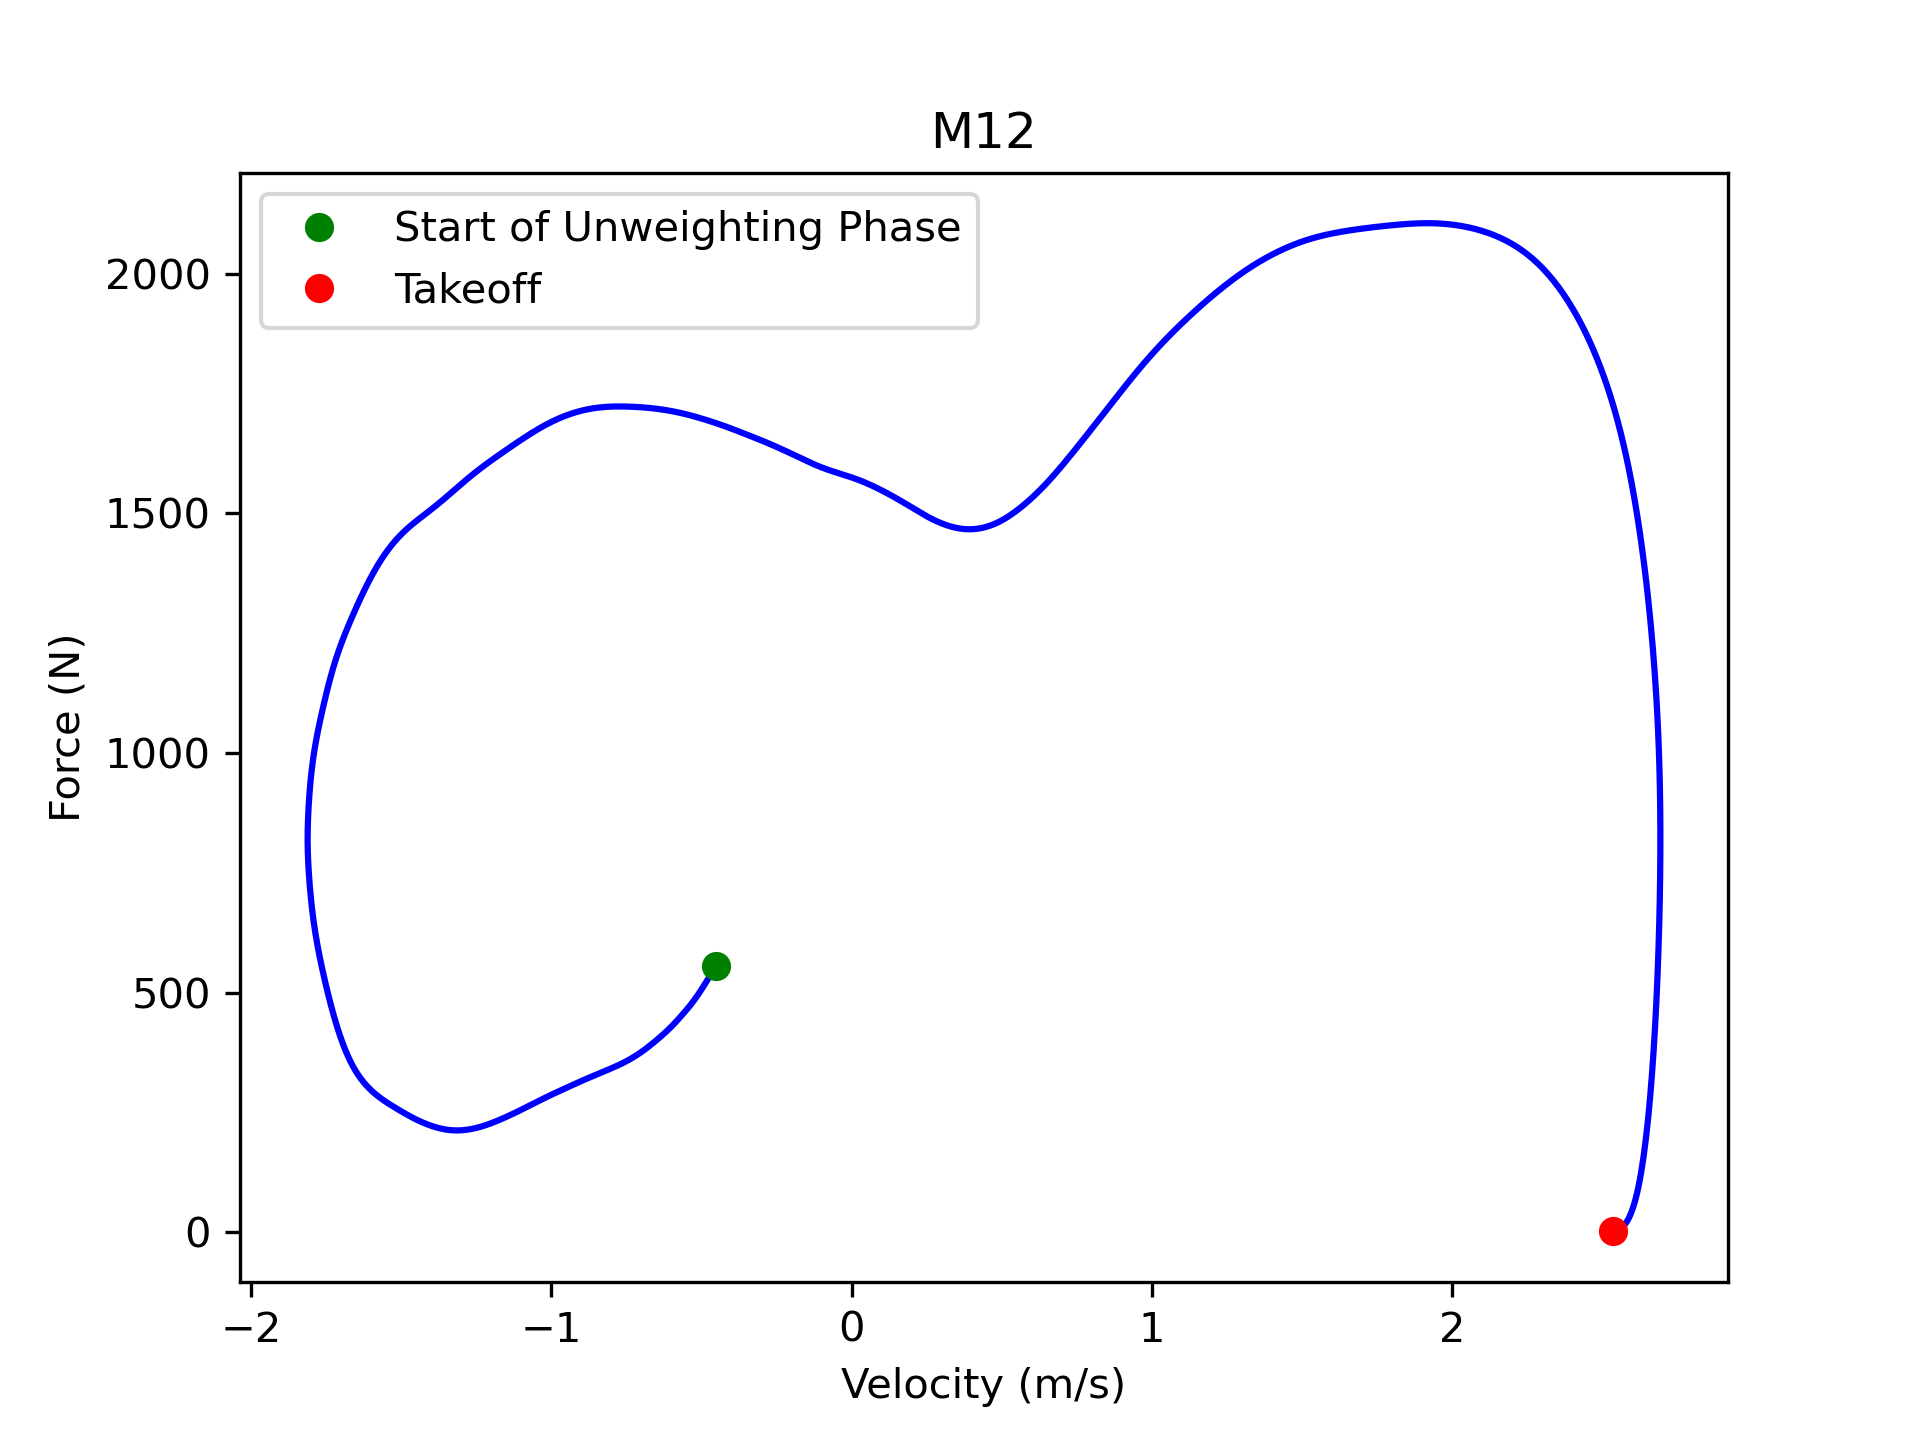 M12
Start of Unweighting Phase
Takeoff
2000
1500
1000
500
0
Force (N)
−2 −1 0 1 2
Velocity (m/s)